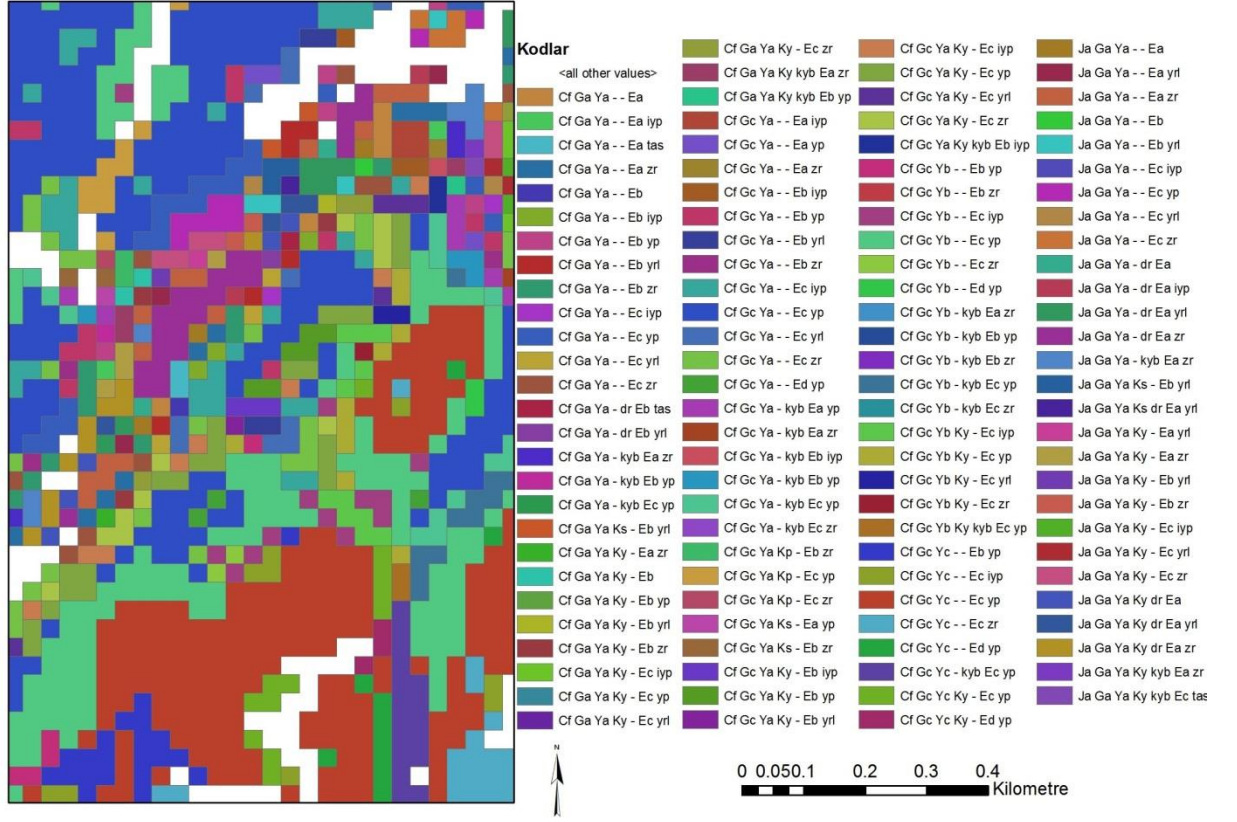 Kodlar
<all other values>
Cf Ga Ya - - Ea
Cf Ga Ya - - Ea iyp
Cf Ga Ya - - Ea tas
Cf Ga Ya - - Ea zr
Cf Ga Ya - - Eb
Cf Ga Ya - - Eb iyp
Cf Ga Ya - - Eb yp
Cf Ga Ya - - Eb yrl
Cf Ga Ya - - Eb zr
Cf Ga Ya - - Ec iyp
Cf Ga Ya - - Ec yp
Cf Ga Ya - - Ec yrl
Cf Ga Ya - - Ec zr
Cf Ga Ya - dr Eb tas
Cf Ga Ya - dr Eb yrl
Cf Ga Ya - kyb Ea zr
Cf Ga Ya - kyb Eb yp
Cf Ga Ya - kyb Ec yp
Cf Ga Ya Ks - Eb yrl
Cf Ga Ya Ky - Ea zr
Cf Ga Ya Ky - Eb
Cf Ga Ya Ky - Eb yp
Cf Ga Ya Ky - Eb yrl
Cf Ga Ya Ky - Eb zr
Cf Ga Ya Ky - Ec iyp
Cf Ga Ya Ky - Ec yp
Cf Ga Ya Ky - Ec yrl
Cf Ga Ya Ky - Ec zr
Cf Ga Ya Ky kyb Ea zr
Cf Ga Ya Ky kyb Eb yp
Cf Gc Ya - - Ea iyp
Cf Gc Ya - - Ea yp
Cf Gc Ya - - Ea zr
Cf Gc Ya - - Eb iyp
Cf Gc Ya - - Eb yp
Cf Gc Ya - - Eb yrl
Cf Gc Ya - - Eb zr
Cf Gc Ya - - Ec iyp
Cf Gc Ya - - Ec yp
Cf Gc Ya - - Ec yrl
Cf Gc Ya - - Ec zr
Cf Gc Ya - - Ed yp
Cf Gc Ya - kyb Ea yp
Cf Gc Ya - kyb Ea zr
Cf Gc Ya - kyb Eb iyp
Cf Gc Ya - kyb Eb yp
Cf Gc Ya - kyb Ec yp
Cf Gc Ya - kyb Ec zr
Cf Gc Ya Kp - Eb zr
Cf Gc Ya Kp - Ec yp
Cf Gc Ya Kp - Ec zr
Cf Gc Ya Ks - Ea yp
Cf Gc Ya Ks - Eb zr
Cf Gc Ya Ky - Eb iyp
Cf Gc Ya Ky - Eb yp
Cf Gc Ya Ky - Eb yrl
Cf Gc Ya Ky - Ec iyp
Cf Gc Ya Ky - Ec yp
Cf Gc Ya Ky - Ec yrl
Cf Gc Ya Ky - Ec zr
Cf Gc Ya Ky kyb Eb iyp
Cf Gc Yb - - Eb yp
Cf Gc Yb - - Eb zr
Cf Gc Yb - - Ec iyp
Cf Gc Yb - - Ec yp
Cf Gc Yb - - Ec zr
Cf Gc Yb - - Ed yp
Cf Gc Yb - kyb Ea zr
Cf Gc Yb - kyb Eb yp
Cf Gc Yb - kyb Eb zr
Cf Gc Yb - kyb Ec yp
Cf Gc Yb - kyb Ec zr
Cf Gc Yb Ky - Ec iyp
Cf Gc Yb Ky - Ec yp
Cf Gc Yb Ky - Ec yrl
Cf Gc Yb Ky - Ec zr
Cf Gc Yb Ky kyb Ec yp
Cf Gc Yc - - Eb yp
Cf Gc Yc - - Ec iyp
Cf Gc Yc - - Ec yp
Cf Gc Yc - - Ec zr
Cf Gc Yc - - Ed yp
Cf Gc Yc - kyb Ec yp
Cf Gc Yc Ky - Ec yp
Cf Gc Yc Ky - Ed yp
Ja Ga Ya - - Ea
Ja Ga Ya - - Ea yrl
Ja Ga Ya - - Ea zr
Ja Ga Ya - - Eb
Ja Ga Ya - - Eb yrl
Ja Ga Ya - - Ec iyp
Ja Ga Ya - - Ec yp
Ja Ga Ya - - Ec yrl
Ja Ga Ya - - Ec zr
Ja Ga Ya - dr Ea
Ja Ga Ya - dr Ea iyp
Ja Ga Ya - dr Ea yrl
Ja Ga Ya - dr Ea zr
Ja Ga Ya - kyb Ea zr
Ja Ga Ya Ks - Eb yrl
Ja Ga Ya Ks dr Ea yrl
Ja Ga Ya Ky - Ea yrl
Ja Ga Ya Ky - Ea zr
Ja Ga Ya Ky - Eb yrl
Ja Ga Ya Ky - Eb zr
Ja Ga Ya Ky - Ec iyp
Ja Ga Ya Ky - Ec yrl
Ja Ga Ya Ky - Ec zr
Ja Ga Ya Ky dr Ea
Ja Ga Ya Ky dr Ea yrl
Ja Ga Ya Ky dr Ea zr
Ja Ga Ya Ky kyb Ea zr
Ja Ga Ya Ky kyb Ec tas
N
0 0.05 0.1 0.2 0.3 0.4
Kilometre